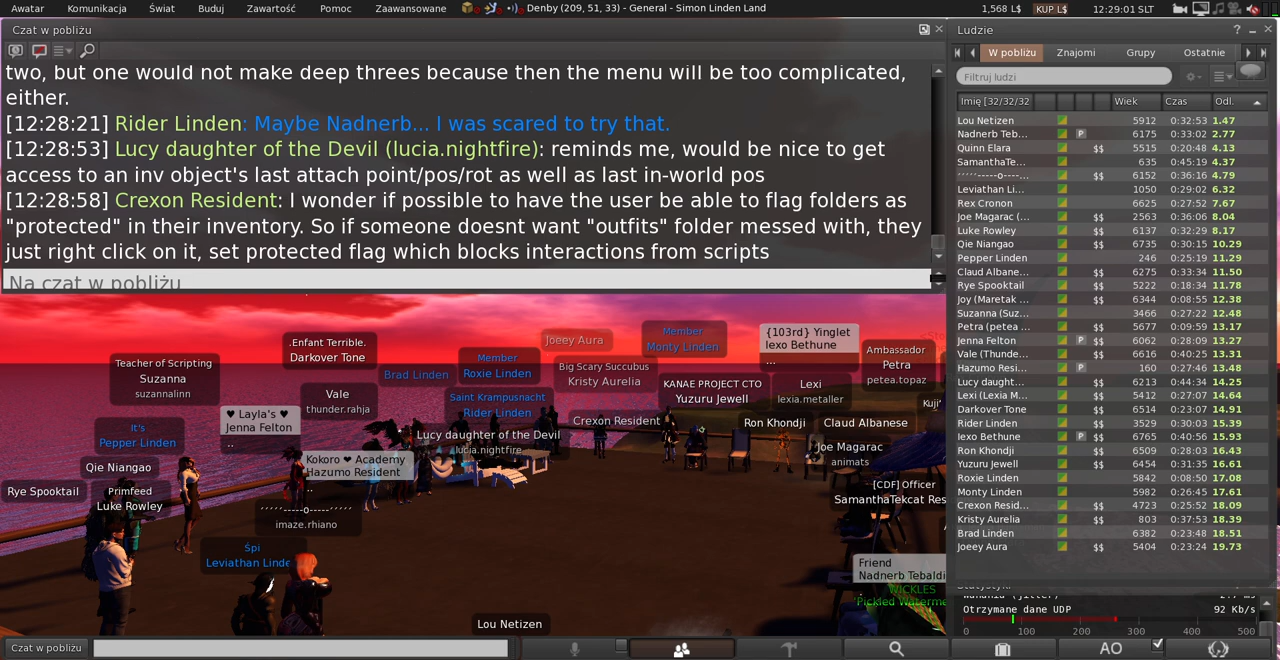 Awatar Komunikacja Świat Buduj Zawartość Pomoc Zaawansowane Denby (209, 51, 33) - General - Simon Linden Land 1,568 L$ KUP L$ 12:29:01 SLT
Czat w pobliżu
two, but one would not make deep threes because then the menu will be too complicated,
either.
[12:28:21] Rider Linden: Maybe Nadnerb... I was scared to try that.
[12:28:53] Lucy daughter of the Devil (lucia.nightfire): reminds me, would be nice to get
access to an inv object's last attach point/pos/rot as well as last in-world pos
[12:28:58] Crexon Resident: I wonder if possible to have the user be able to flag folders as
"protected" in their inventory. So if someone doesnt want "outfits" folder messed with, they
just right click on it, set protected flag which blocks interactions from scripts
Na czat w pobliżu
.Enfant Terrible.
Darkover Tone
Joeey Aura
Member
Monty Linden
{103rd} Yinglet
Iexo Bethune
...
Teacher of Scripting
Suzanna
suzannalinn
Brad Linden
Member
Roxie Linden
Big Scary Succubus
Kristy Aurelia
Ambassador
Petra
petea.topaz
Vale
thunder.rahja
KANAE PROJECT CTO
Yuzuru Jewell
Lexi
lexia.metaller
Saint Krampusnacht
Rider Linden
Kuji'
♥ Layla's ♥
Jenna Felton
..
Crexon Resident
Ron Khondji
Claud Albanese
It's
Pepper Linden
Lucy daughter of the Devil
lucia.nightfire
Joe Magarac
animats
Kokoro ♥ Academy
Hazumo Resident
..
Qie Niangao
Rye Spooktail
Primfeed
Luke Rowley
[CDF] Officer
SamanthaTekcat Res
′′′′′-----o-----′′′′′
imaze.rhiano
Śpi
Leviathan Linde
Friend
Nadnerb Tebaldi
WICKLES
'Pickled Waterme
Lou Netizen
Ludzie
W pobliżu Znajomi Grupy Ostatnie
Filtruj ludzi
Imię [32/32/32 Wiek Czas Odl.
Lou Netizen 5912 0:32:53 1.47
Nadnerb Teb... P 6175 0:33:02 2.77
Quinn Elara $$ 5515 0:20:48 4.13
SamanthaTe... 635 0:45:19 4.37
′′′′′-----o----... $$ 6152 0:36:16 4.79
Leviathan Li... 1050 0:29:02 6.32
Rex Cronon 6625 0:27:52 7.67
Joe Magarac (... $$ 2563 0:36:06 8.04
Luke Rowley $$ 6137 0:32:29 8.17
Qie Niangao $$ 6735 0:30:15 10.29
Pepper Linden 246 0:25:19 11.29
Claud Albane... $$ 6275 0:33:34 11.50
Rye Spooktail $$ 5222 0:18:34 11.78
Joy (Maretak ... $$ 6344 0:08:55 12.38
Suzanna (Suz... 3466 0:27:22 12.48
Petra (petea ... $$ 5677 0:09:59 13.17
Jenna Felton P $$ 6062 0:28:09 13.27
Vale (Thunde... $$ 6616 0:40:25 13.31
Hazumo Resi... P 160 0:27:46 13.48
Lucy daught... $$ 6213 0:44:34 14.25
Lexi (Lexia M... $$ 5412 0:27:07 14.64
Darkover Tone $$ 6514 0:23:07 14.91
Rider Linden 3529 0:30:03 15.39
Iexo Bethune P $$ 6765 0:40:56 15.93
Ron Khondji $$ 6509 0:28:03 16.43
Yuzuru Jewell $$ 6454 0:31:35 16.61
Roxie Linden 5842 0:08:50 17.08
Monty Linden 5982 0:26:45 17.61
Crexon Resid... $$ 4723 0:25:52 18.09
Kristy Aurelia $$ 803 0:37:53 18.39
Brad Linden 6382 0:23:48 18.51
Joeey Aura $$ 5404 0:23:24 19.73
Otrzymane dane UDP 92 Kb/s
0 100 200 300 400 500
Czat w pobliżu AO